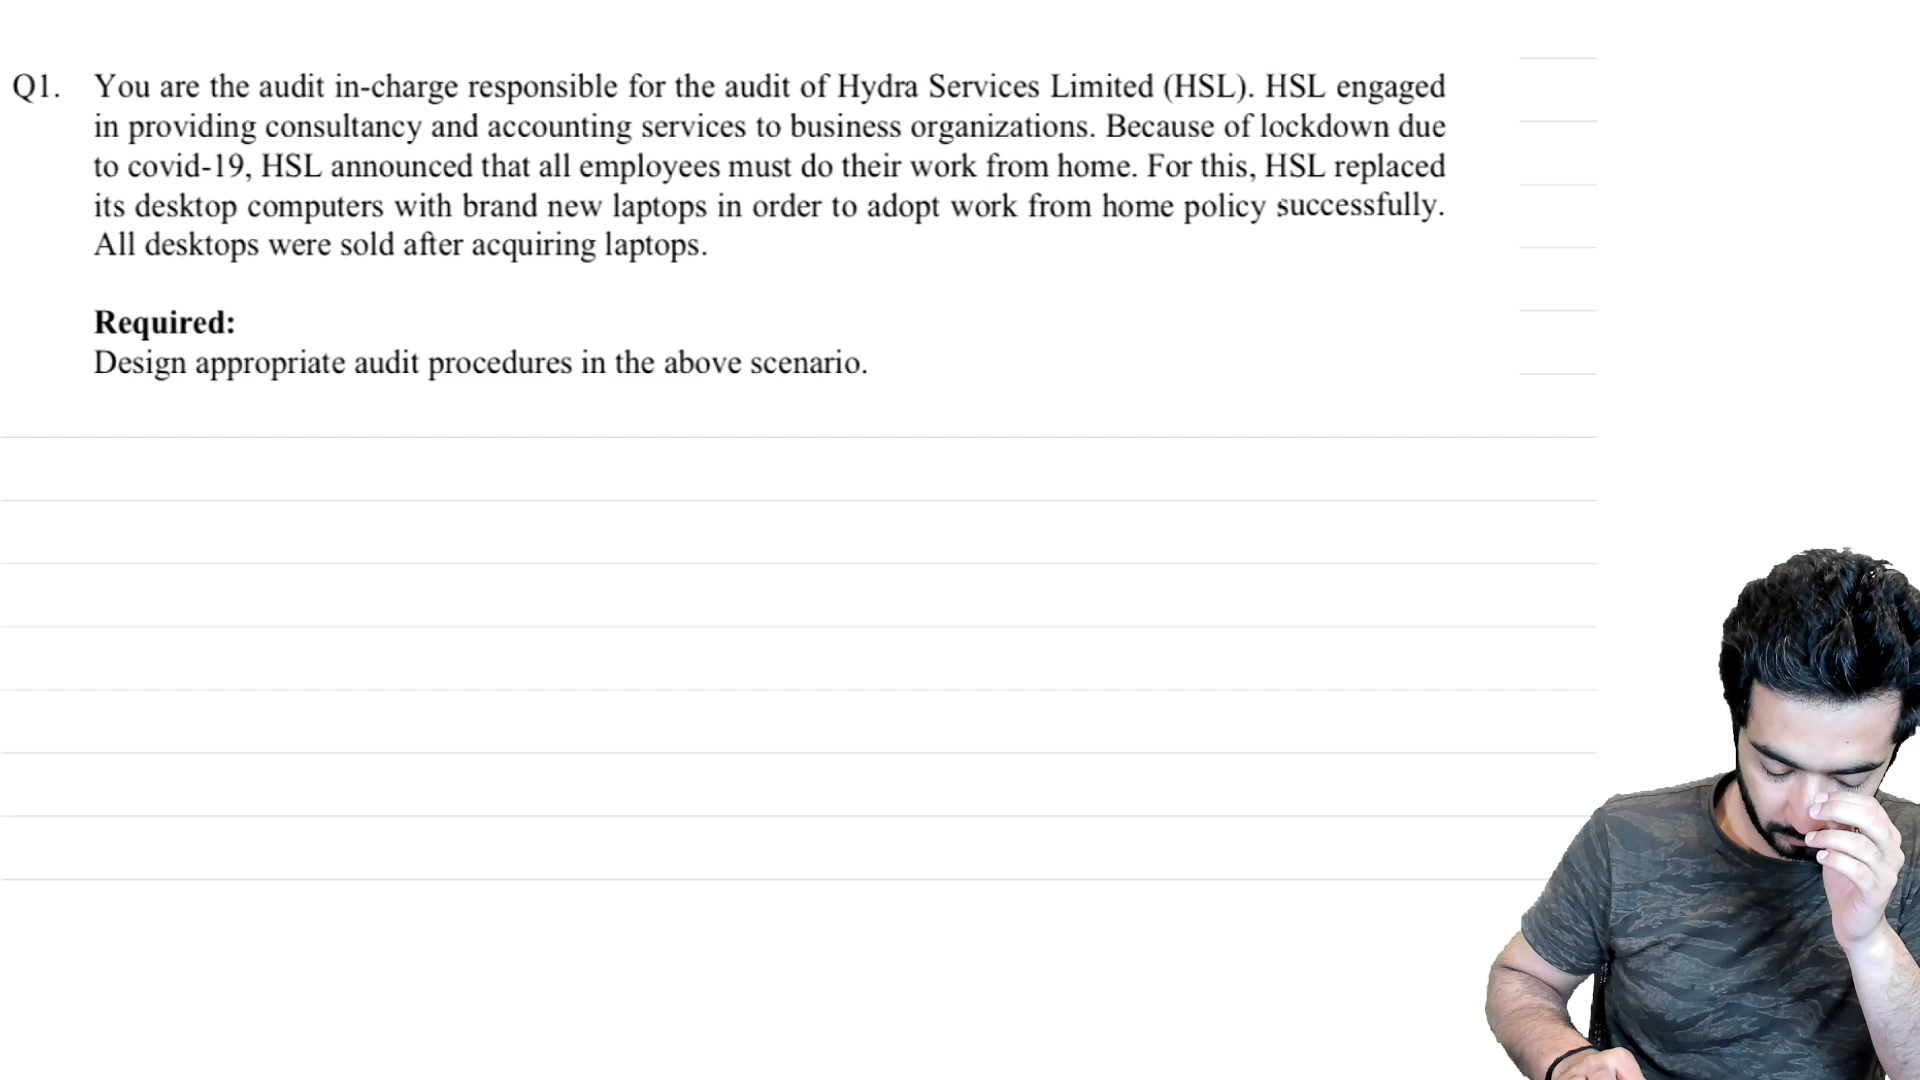 Q1. You are the audit in-charge responsible for the audit of Hydra Services Limited (HSL). HSL engaged
in providing consultancy and accounting services to business organizations. Because of lockdown due
to covid-19, HSL announced that all employees must do their work from home. For this, HSL replaced
its desktop computers with brand new laptops in order to adopt work from home policy successfully.
All desktops were sold after acquiring laptops.
Required:
Design appropriate audit procedures in the above scenario.